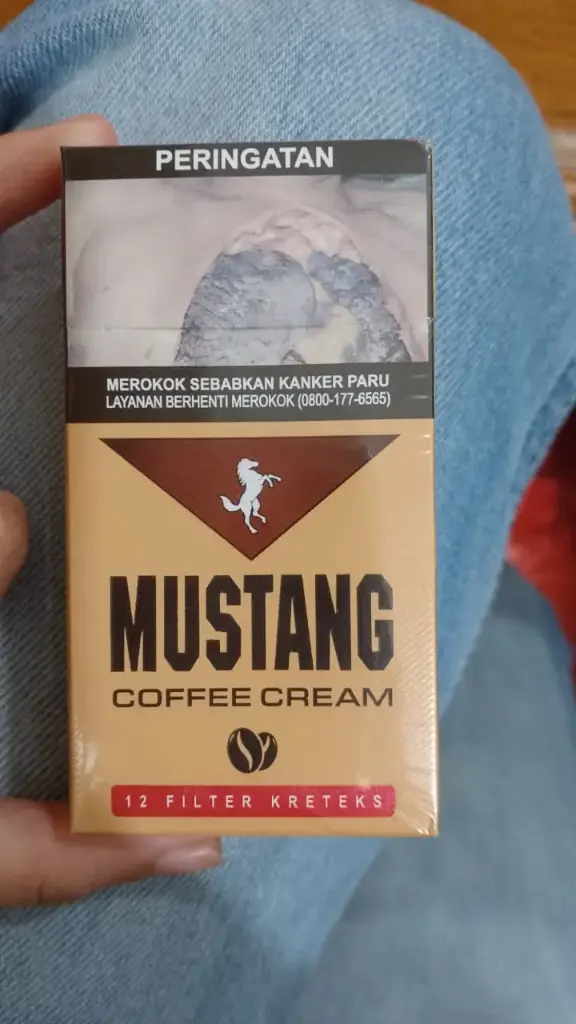 PERINGATAN
MEROKOK SEBABKAN KANKER PARU
LAYANAN BERHENTI MEROKOK (0800-177-6565)
MUSTANG
COFFEE CREAM
12 FILTER KRETEKS